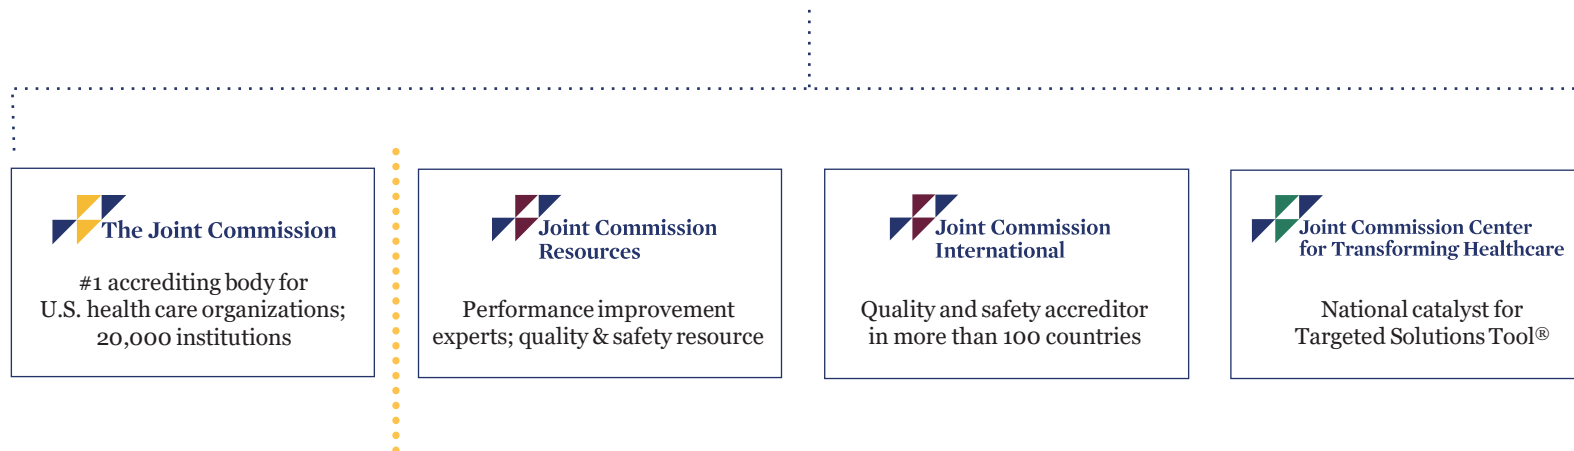 The Joint Commission
#1 accrediting body for
U.S. health care organizations;
20,000 institutions
Joint Commission
Resources
Performance improvement
experts; quality & safety resource
Joint Commission
International
Quality and safety accreditor
in more than 100 countries
Joint Commission Center
for Transforming Healthcare
National catalyst for
Targeted Solutions Tool®